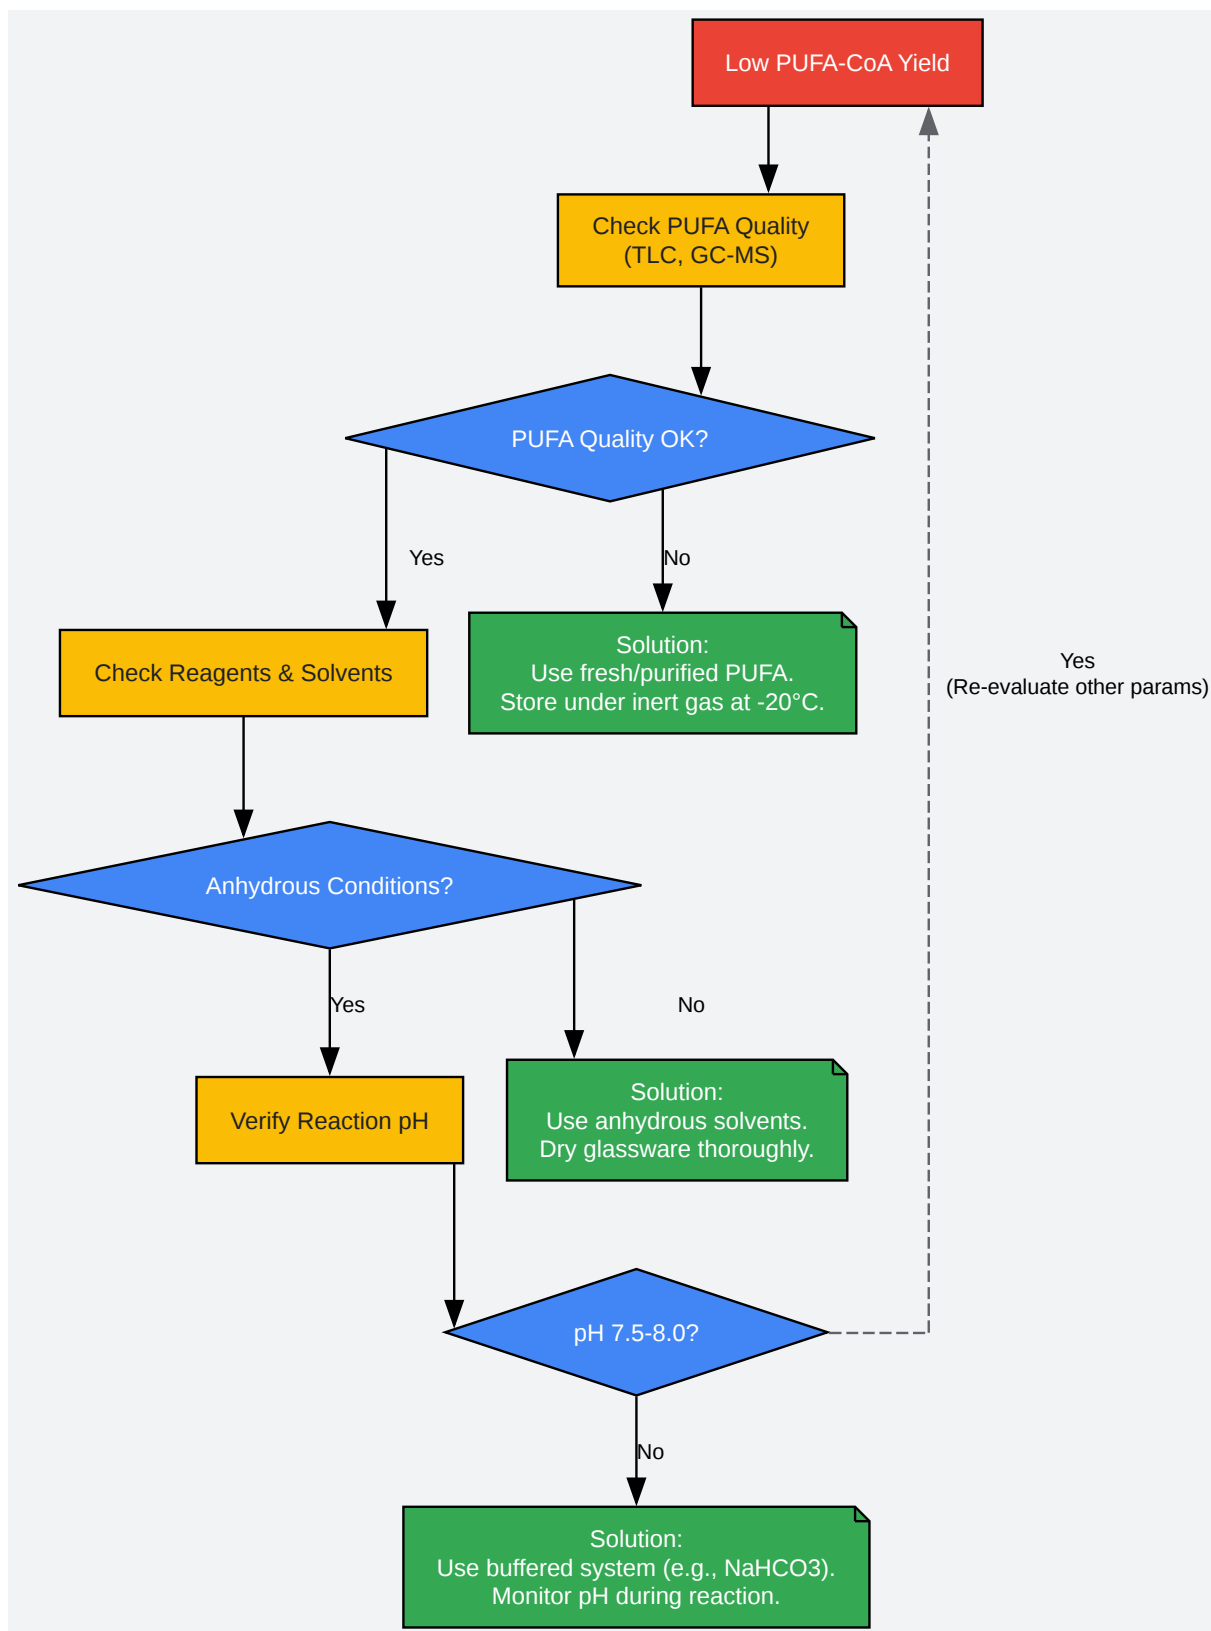 Low PUFA-CoA Yield
Check PUFA Quality
(TLC, GC-MS)
PUFA Quality OK?
Yes
No
Check Reagents & Solvents
Solution:
Use fresh/purified PUFA.
Store under inert gas at -20°C.
Yes
(Re-evaluate other params)
Anhydrous Conditions?
Yes
No
Verify Reaction pH
Solution:
Use anhydrous solvents.
Dry glassware thoroughly.
pH 7.5-8.0?
No
Solution:
Use buffered system (e.g., NaHCO3).
Monitor pH during reaction.